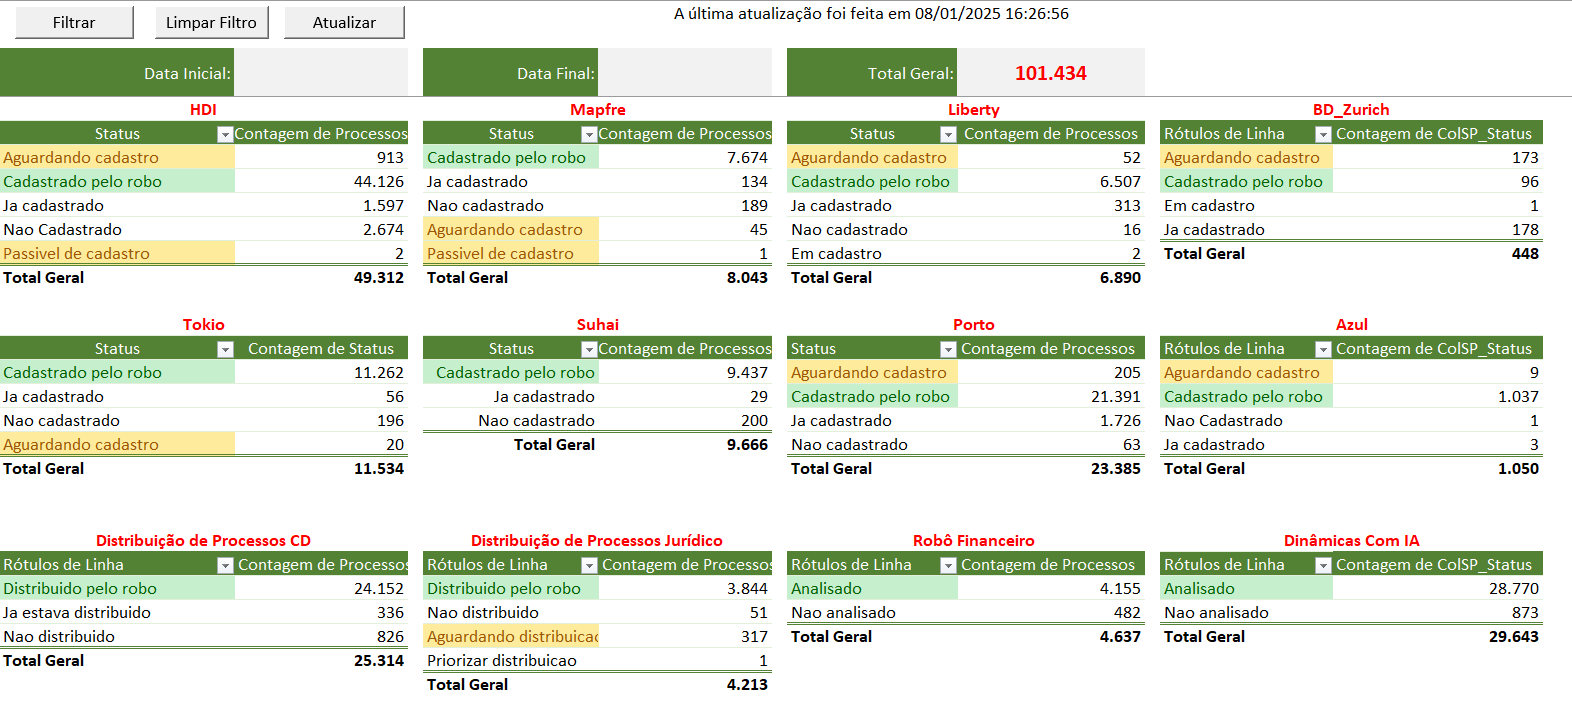 Filtrar Limpar Filtro Atualizar A última atualização foi feita em 08/01/2025 16:26:56
Data Inicial: Data Final: Total Geral: 101.434
HDI
Status Contagem de Processos
Aguardando cadastro 913
Cadastrado pelo robo 44.126
Ja cadastrado 1.597
Nao Cadastrado 2.674
Passivel de cadastro 2
Total Geral 49.312
Mapfre
Status Contagem de Processos
Cadastrado pelo robo 7.674
Ja cadastrado 134
Nao cadastrado 189
Aguardando cadastro 45
Passivel de cadastro 1
Total Geral 8.043
Liberty
Status Contagem de Processos
Aguardando cadastro 52
Cadastrado pelo robo 6.507
Ja cadastrado 313
Nao cadastrado 16
Em cadastro 2
Total Geral 6.890
BD_Zurich
Rótulos de Linha Contagem de ColSP_Status
Aguardando cadastro 173
Cadastrado pelo robo 96
Em cadastro 1
Ja cadastrado 178
Total Geral 448
Tokio
Status Contagem de Status
Cadastrado pelo robo 11.262
Ja cadastrado 56
Nao cadastrado 196
Aguardando cadastro 20
Total Geral 11.534
Suhai
Status Contagem de Processos
Cadastrado pelo robo 9.437
Ja cadastrado 29
Nao cadastrado 200
Total Geral 9.666
Porto
Status Contagem de Processos
Aguardando cadastro 205
Cadastrado pelo robo 21.391
Ja cadastrado 1.726
Nao cadastrado 63
Total Geral 23.385
Azul
Rótulos de Linha Contagem de ColSP_Status
Aguardando cadastro 9
Cadastrado pelo robo 1.037
Nao Cadastrado 1
Ja cadastrado 3
Total Geral 1.050
Distribuição de Processos CD
Rótulos de Linha Contagem de Processos
Distribuido pelo robo 24.152
Ja estava distribuido 336
Nao distribuido 826
Total Geral 25.314
Distribuição de Processos Jurídico
Rótulos de Linha Contagem de Processos
Distribuido pelo robo 3.844
Nao distribuido 51
Aguardando distribuicac 317
Priorizar distribuicao 1
Total Geral 4.213
Robô Financeiro
Rótulos de Linha Contagem de Processos
Analisado 4.155
Nao analisado 482
Total Geral 4.637
Dinâmicas Com IA
Rótulos de Linha Contagem de ColSP_Status
Analisado 28.770
Nao analisado 873
Total Geral 29.643